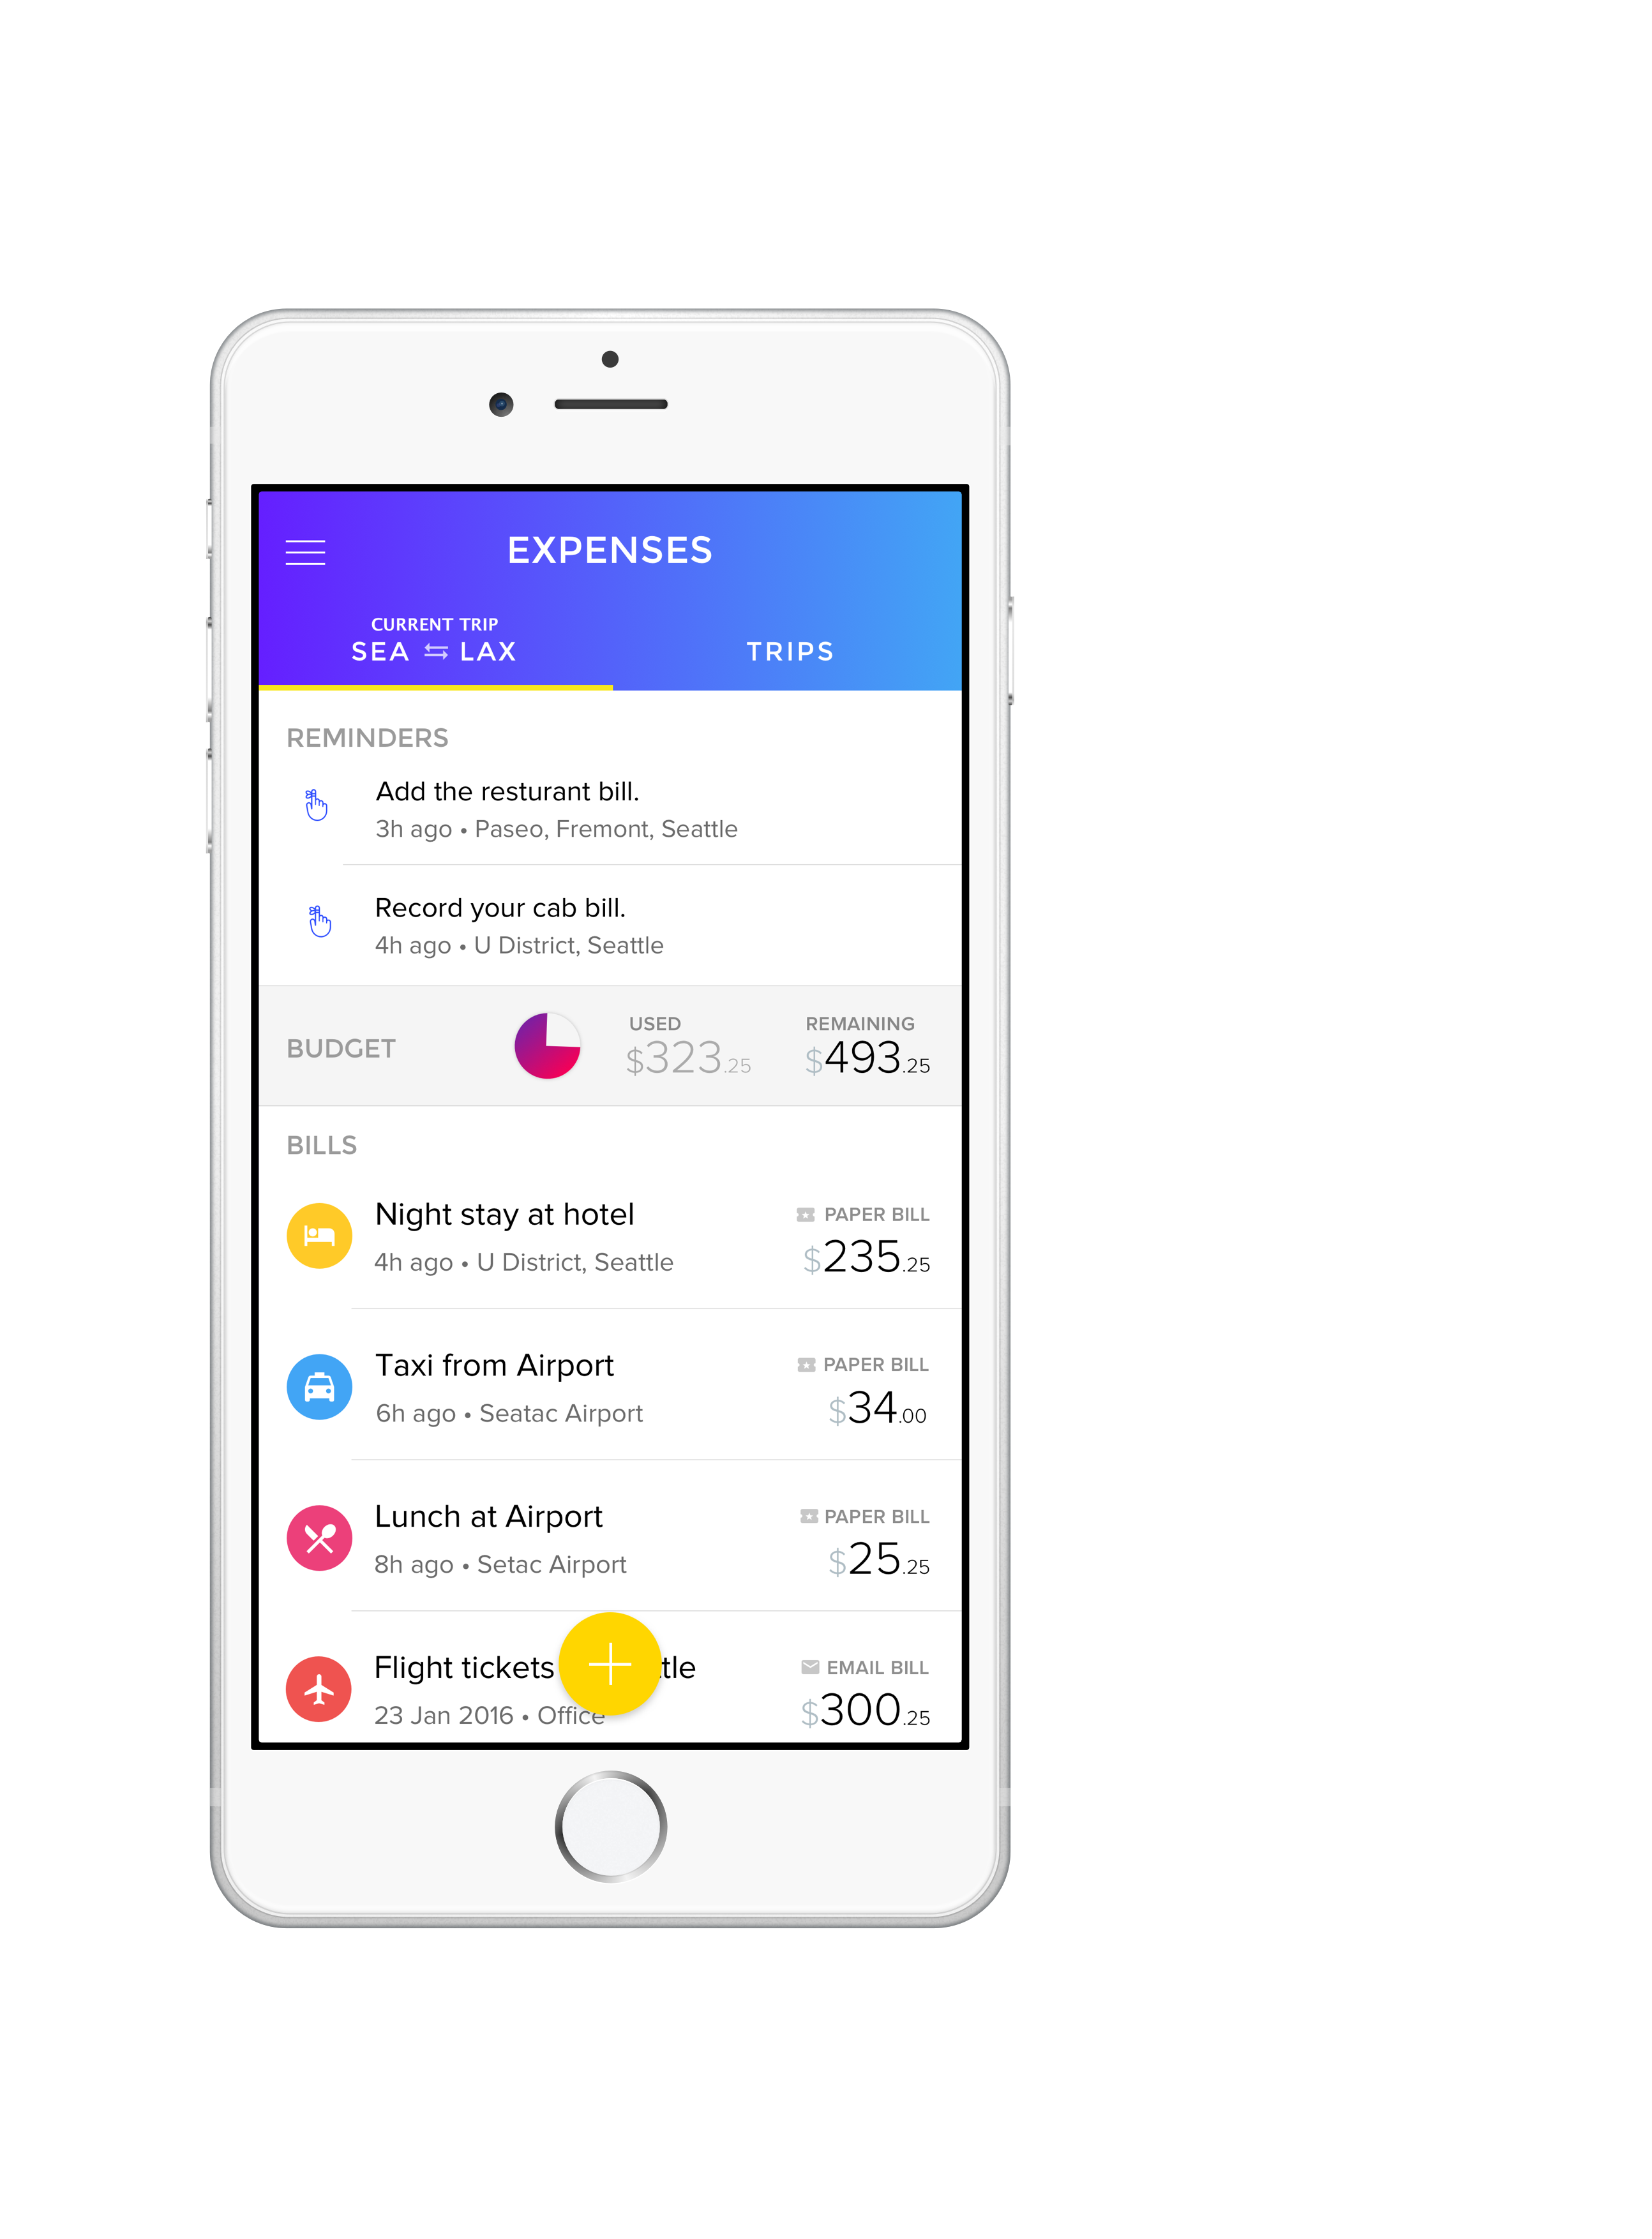 EXPENSES
CURRENT TRIP
SEA LAX
TRIPS
REMINDERS
Add the resturant bill.
3h ago • Paseo, Fremont, Seattle
Record your cab bill.
4h ago • U District, Seattle
BUDGET
USED
$323.25
REMAINING
$493.25
BILLS
Night stay at hotel
PAPER BILL
4h ago • U District, Seattle
$235.25
Taxi from Airport
PAPER BILL
6h ago • Seatac Airport
$34.00
Lunch at Airport
PAPER BILL
8h ago • Setac Airport
$25.25
Flight tickets
EMAIL BILL
23 Jan 2016 • Office
$300.25